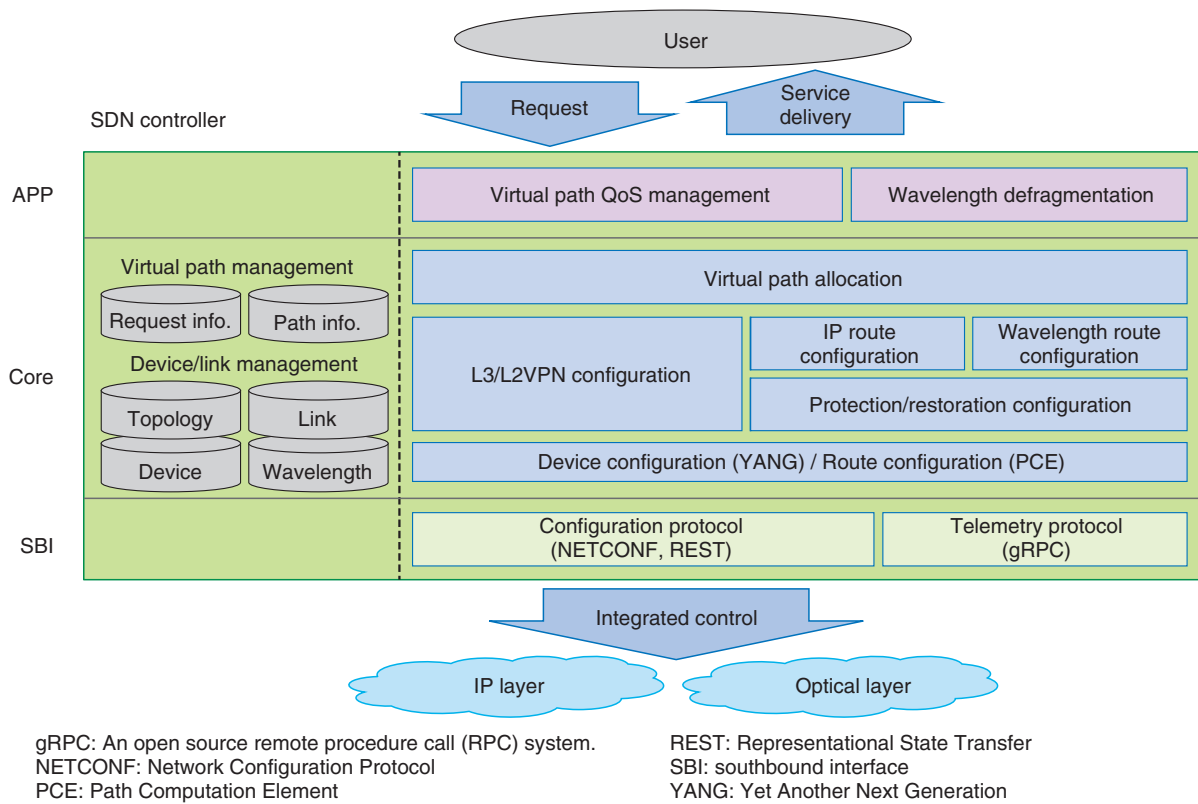 User
Request
Service
delivery
SDN controller
APP
Virtual path QoS management
Wavelength defragmentation
Core
Virtual path management
Request info.
Path info.
Device/link management
Topology
Link
Device
Wavelength
Virtual path allocation
L3/L2VPN configuration
IP route
configuration
Wavelength route
configuration
Protection/restoration configuration
Device configuration (YANG) / Route configuration (PCE)
SBI
Configuration protocol
(NETCONF, REST)
Telemetry protocol
(gRPC)
Integrated control
IP layer
Optical layer
gRPC: An open source remote procedure call (RPC) system.
NETCONF: Network Configuration Protocol
PCE: Path Computation Element
REST: Representational State Transfer
SBI: southbound interface
YANG: Yet Another Next Generation